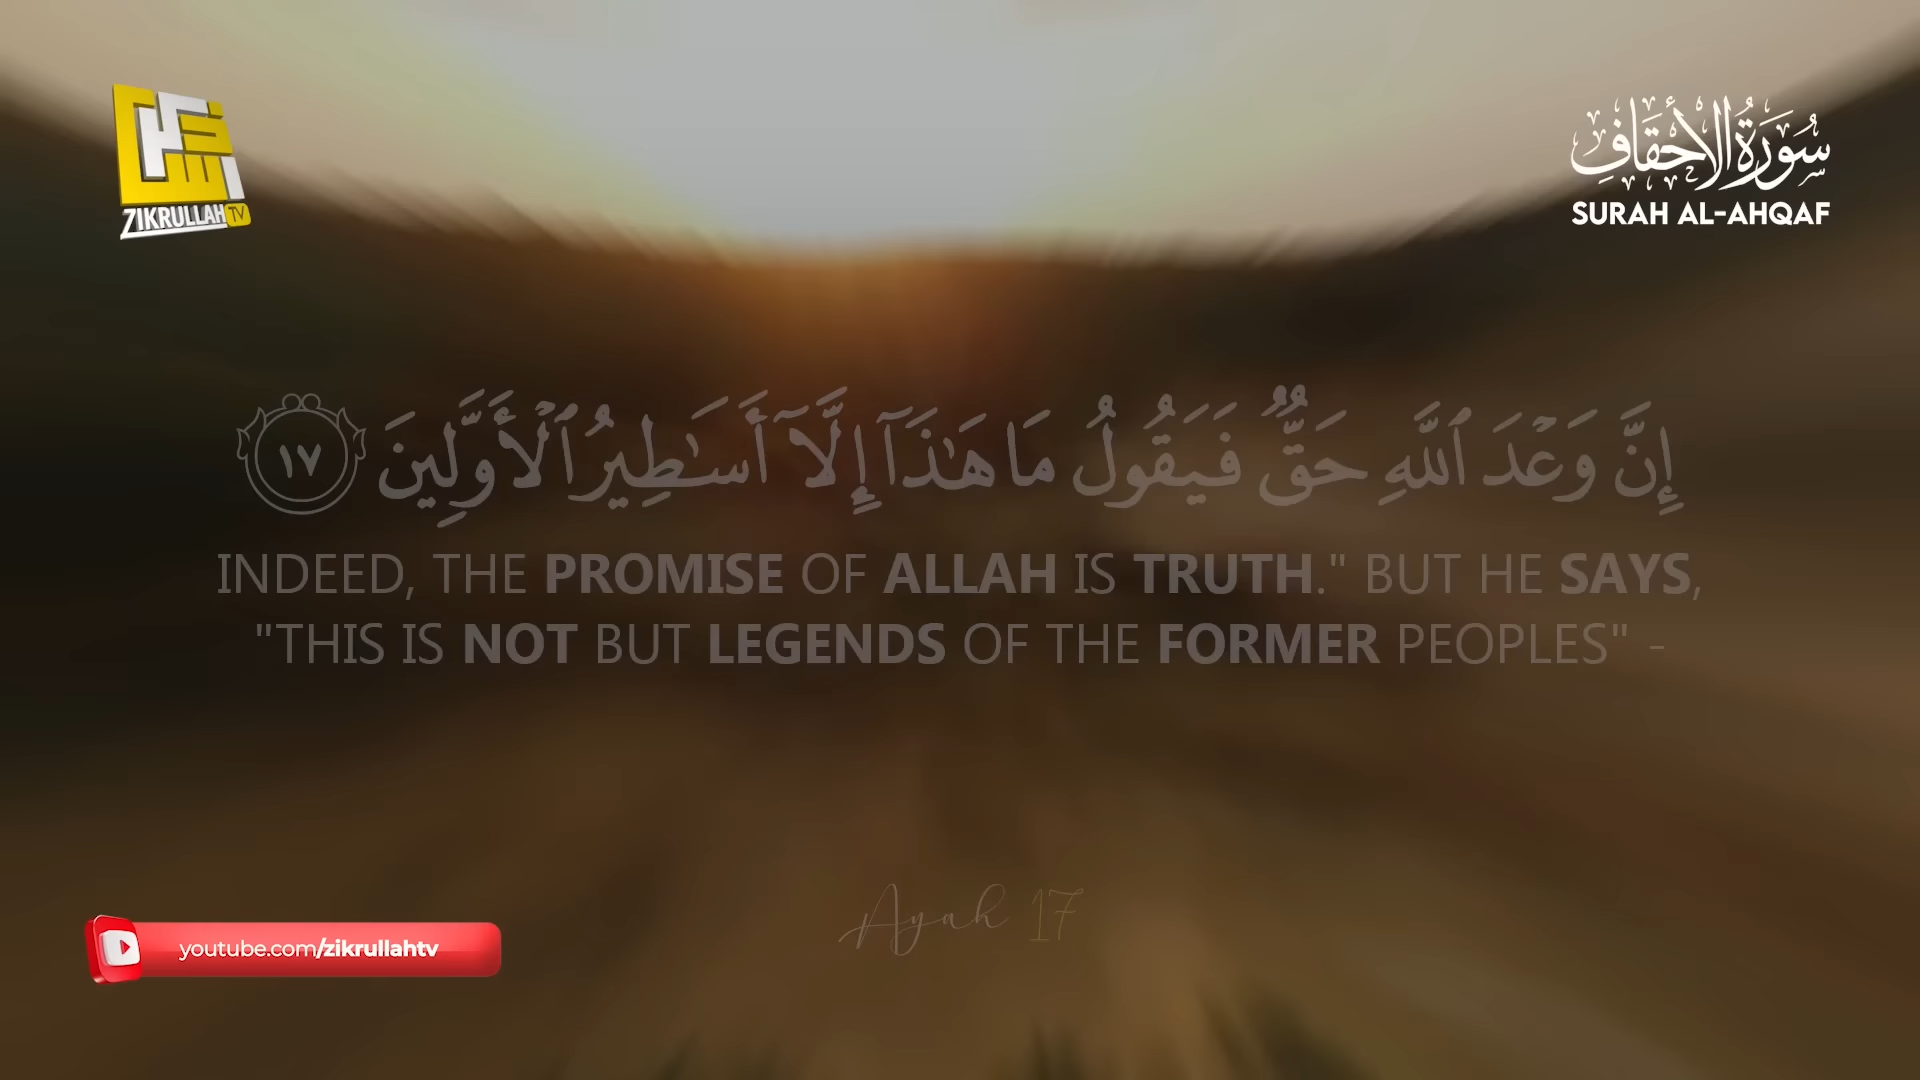 ZIKRULLAH TV
سُورَةُ الْأَحْقَافِ
SURAH AL-AHQAF
إِنَّ وَعْدَ ٱللَّهِ حَقٌّ فَيَقُولُ مَا هَٰذَآ إِلَّآ أَسَٰطِيرُ ٱلْأَوَّلِينَ ١٧
INDEED, THE PROMISE OF ALLAH IS TRUTH." BUT HE SAYS,
"THIS IS NOT BUT LEGENDS OF THE FORMER PEOPLES" -
Ayah 17
youtube.com/zikrullahtv